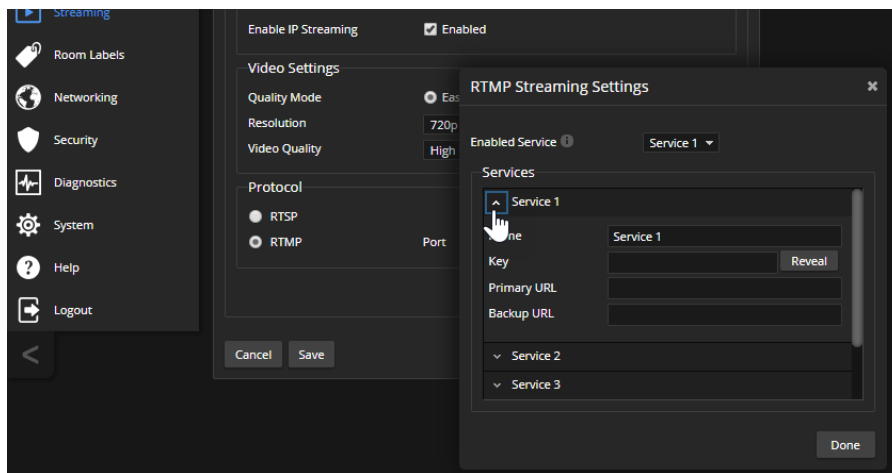 Streaming
Room Labels
Networking
Security
Diagnostics
System
Help
Logout
Enable IP Streaming Enabled
Video Settings
Quality Mode
Resolution 720p
Video Quality High
Protocol
RTSP
RTMP Port
Cancel Save
RTMP Streaming Settings
Enabled Service Service 1
Services
Service 1
Service 1
Key Reveal
Primary URL
Backup URL
Service 2
Service 3
Done